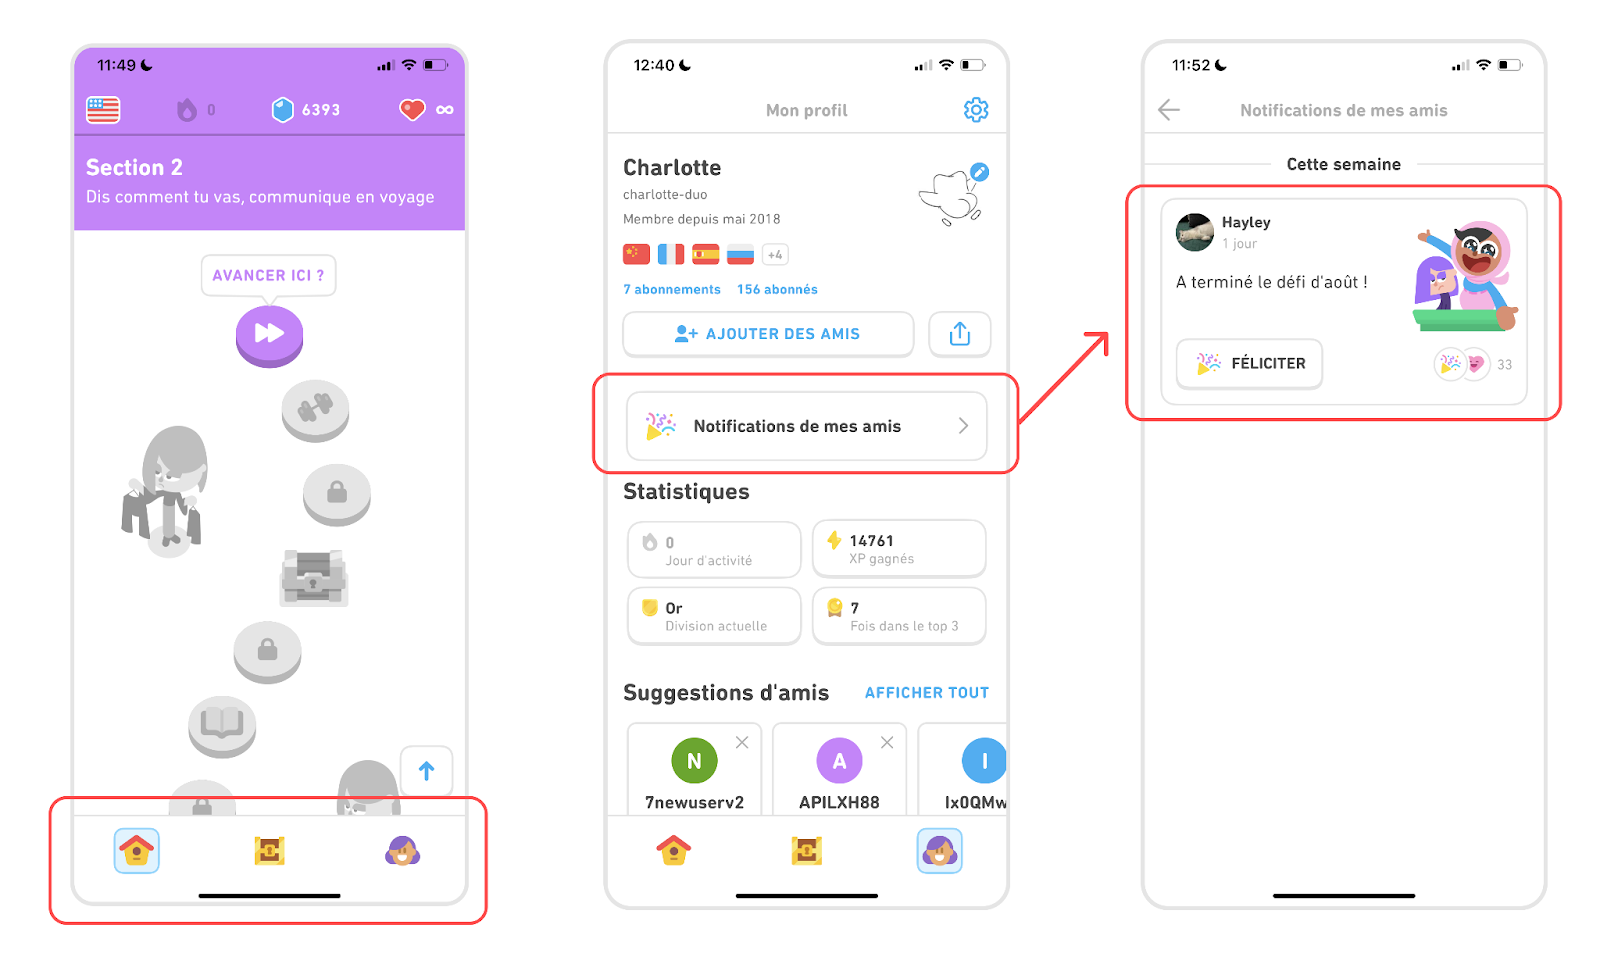 11:49
0
6393
∞
Section 2
Dis comment tu vas, communique en voyage
AVANCER ICI ?
12:40
Mon profil
Charlotte
charlotte-duo
Membre depuis mai 2018
+4
7 abonnements 156 abonnés
AJOUTER DES AMIS
Notifications de mes amis
Statistiques
0
Jour d'activité
14761
XP gagnés
Or
Division actuelle
7
Fois dans le top 3
Suggestions d'amis
AFFICHER TOUT
N
7newuserv2
A
APILXH88
I
Ix0QMw
11:52
Notifications de mes amis
Cette semaine
Hayley
1 jour
A terminé le défi d'août !
FÉLICITER
33